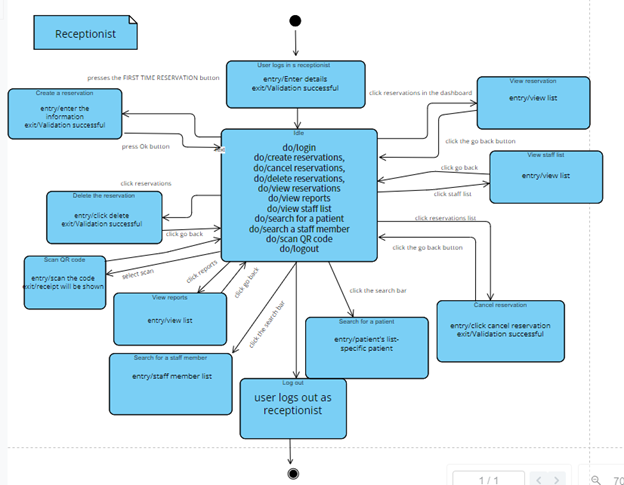 Receptionist
User logs in a receptionist
entry/Enter details
exit/Validation successful
presses the FIRST TIME RESERVATION button
Create a reservation
entry/enter the
information
exit/Validation successful
press Ok button
click reservations in the dashboard
View reservation
entry/view list
click the go back button
Idle
do/login
do/create reservations,
do/cancel reservations,
do/delete reservations,
do/view reservations
do/view reports
do/view staff list
do/search for a patient
do/search a staff member
do/scan QR code
do/logout
View staff list
entry/view list
click go back
click staff list
click reservations
Delete the reservation
entry/click delete
exit/Validation successful
click go back
click reservations list
click the go back button
Scan QR code
entry/scan the code
exit/receipt will be shown
select scan
click reports
click go back
View reports
entry/view list
click the search bar
click the search bar
Cancel reservation
entry/click cancel reservation
exit/Validation successful
Search for a patient
entry/patient's list-
specific patient
Search for a staff member
entry/staff member list
Log out
user logs out as
receptionist
1 / 1
70